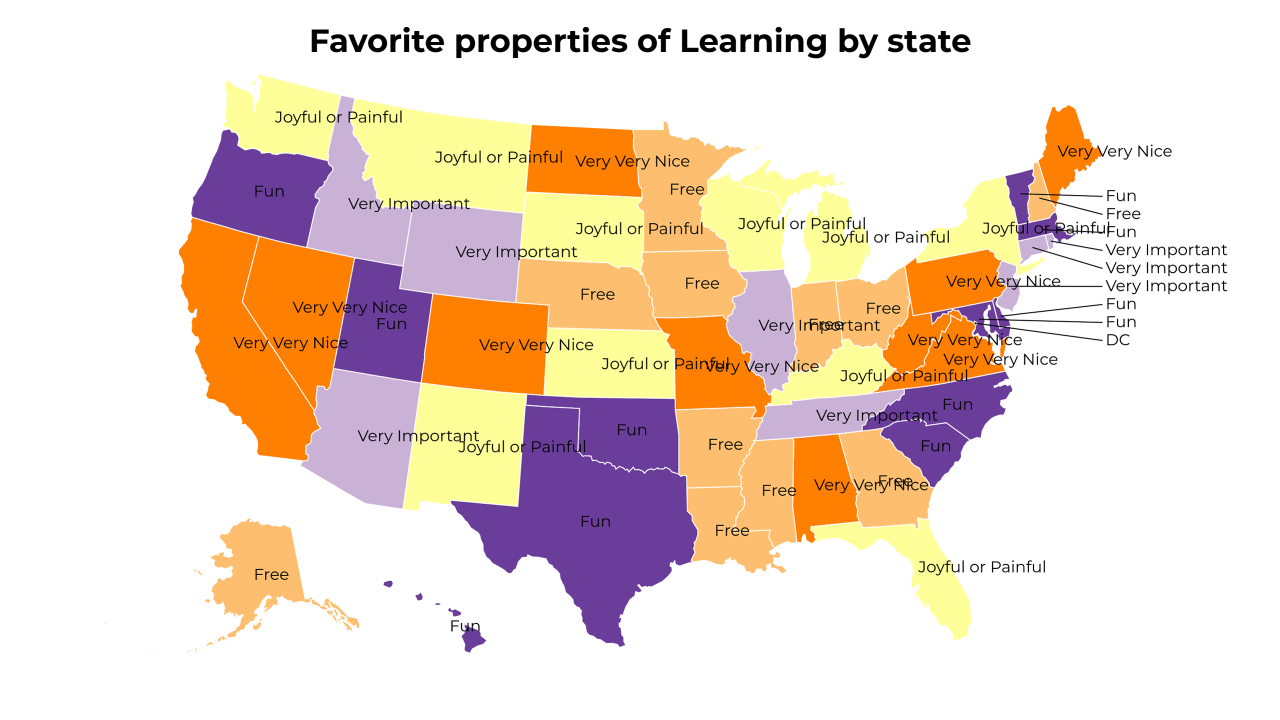 Favorite properties of Learning by state
Joyful or Painful
Very Very Nice
Joyful or Painful
Very Very Nice
Free
Fun
Fun
Very Important
Free
Joyful or Painful
Joyful or Painful
Joyful or Painful
Fun
Joyful or Painful
Very Important
Very Important
Very Important
Very Very Nice
Very Important
Free
Free
Fun
Very Very Nice
Free
Very Important
Free
Fun
Fun
DC
Very Very Nice
Very Very Nice
Very Very Nice
Very Very Nice
Joyful or Painful
Very Very Nice
Joyful or Painful
Fun
Very Important
Fun
Very Important
Joyful or Painful
Free
Fun
Free
Very Very Nice
Free
Fun
Free
Joyful or Painful
Free
Fun